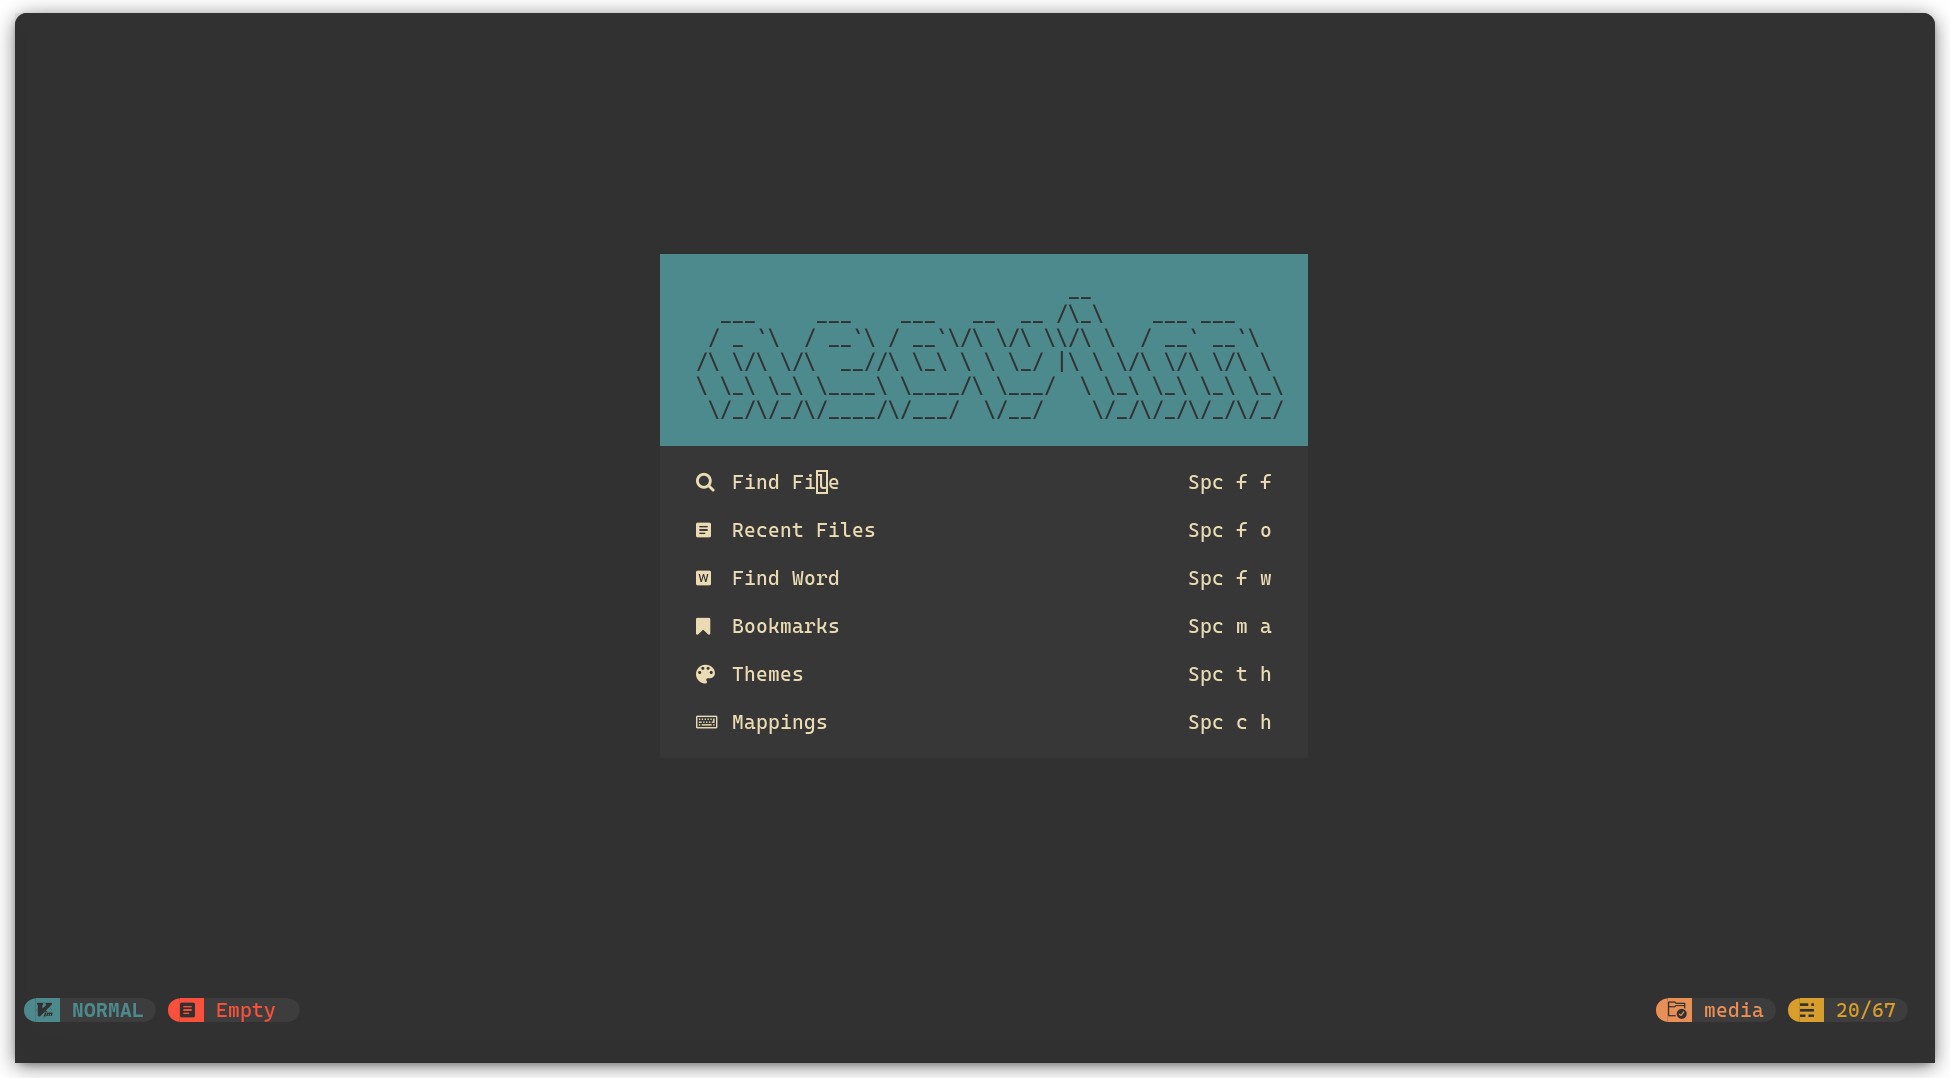 neovim
Find File Spc f f
Recent Files Spc f o
Find Word Spc f w
Bookmarks Spc m a
Themes Spc t h
Mappings Spc c h
NORMAL Empty media 20/67